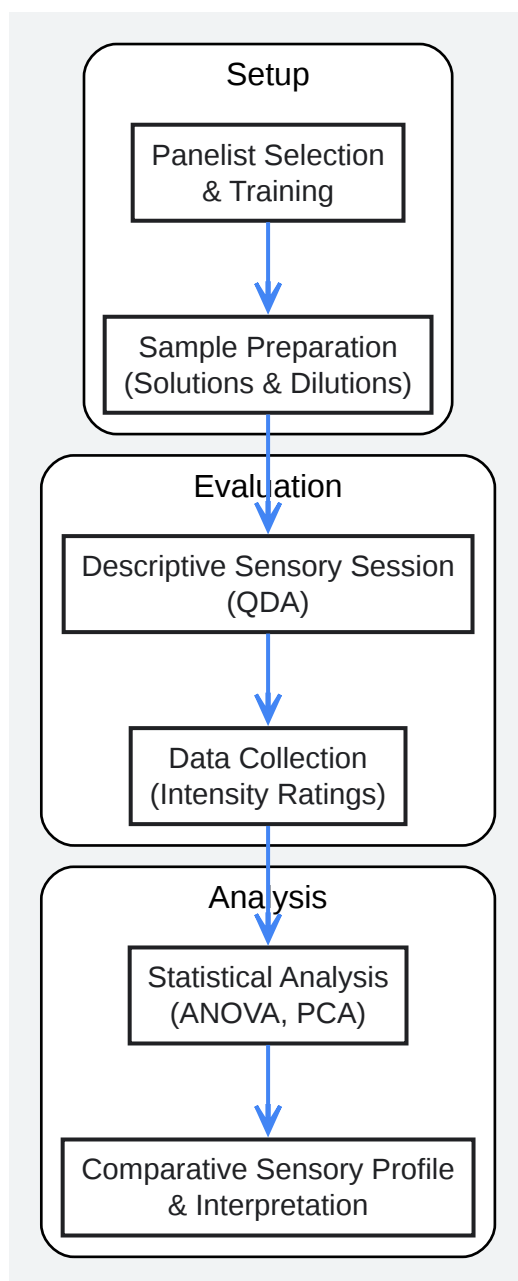 Setup
Panelist Selection
& Training
Sample Preparation
(Solutions & Dilutions)
Evaluation
Descriptive Sensory Session
(QDA)
Data Collection
(Intensity Ratings)
Analysis
Statistical Analysis
(ANOVA, PCA)
Comparative Sensory Profile
& Interpretation